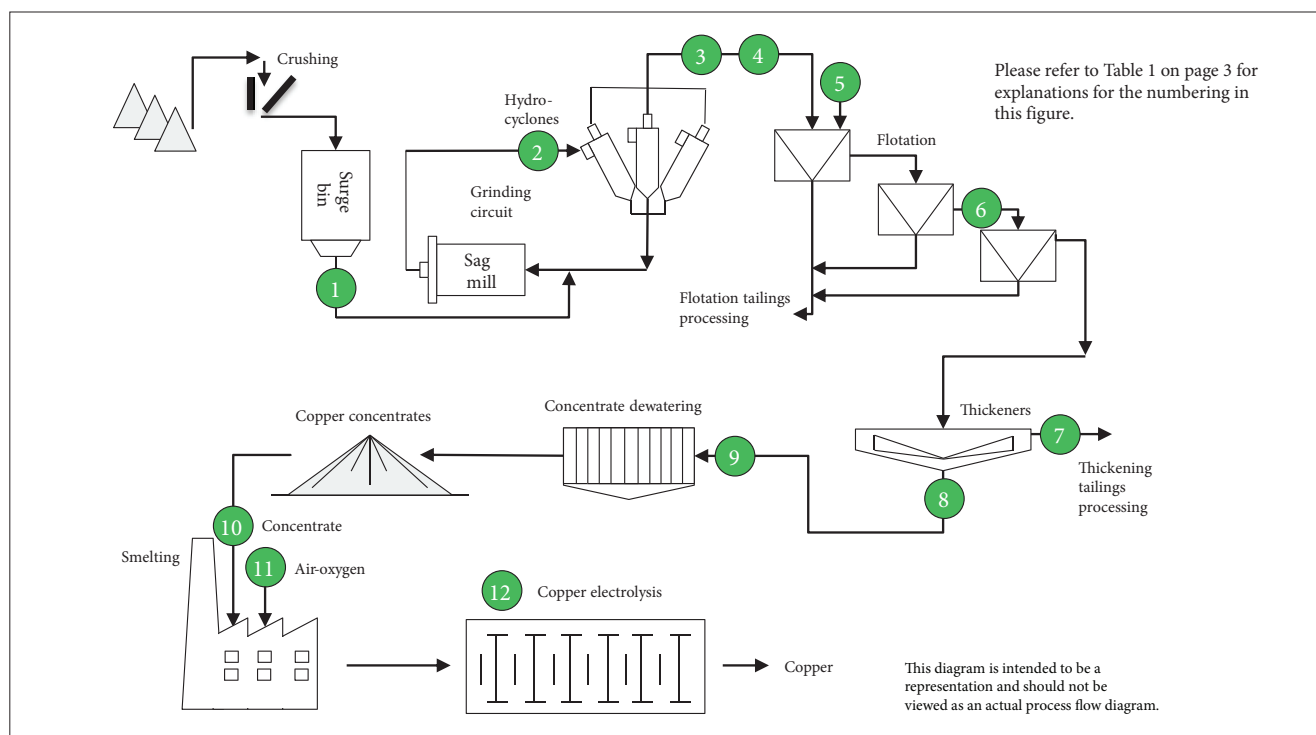 Crushing
3
4
5
Please refer to Table 1 on page 3 for
explanations for the numbering in
this figure.
Hydro-
cyclones
2
Flotation
Surge
bin
Grinding
circuit
6
Sag
mill
1
Flotation tailings
processing
Copper concentrates
Concentrate dewatering
Thickeners
7
9
Thickening
tailings
processing
8
10
Concentrate
Smelting
11
Air-oxygen
12
Copper electrolysis
Copper
This diagram is intended to be a
representation and should not be
viewed as an actual process flow diagram.